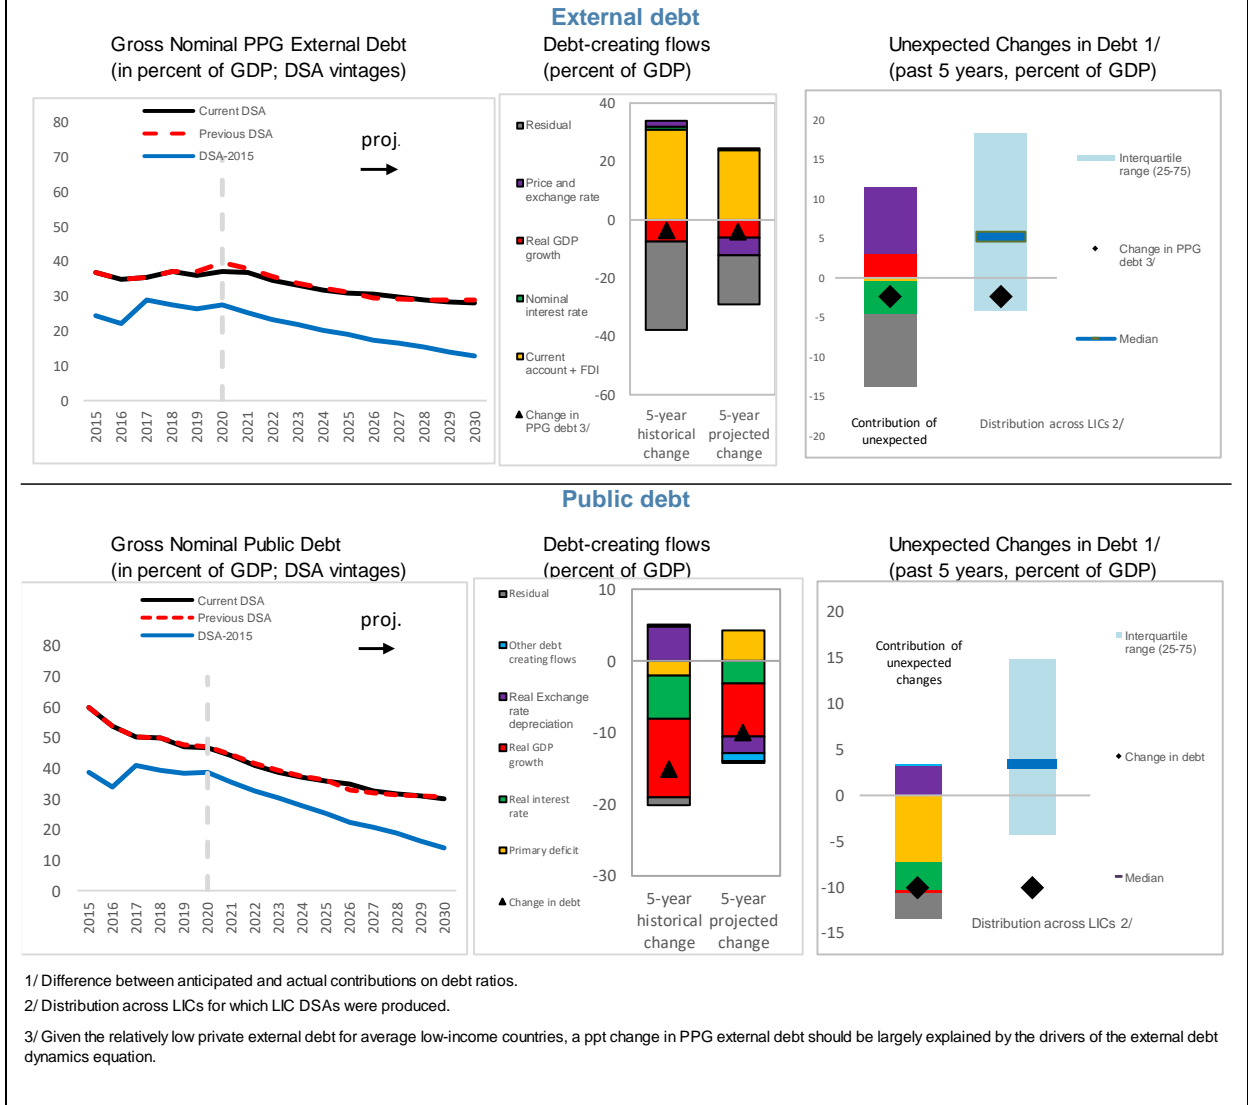 External debt
Gross Nominal PPG External Debt
(in percent of GDP; DSA vintages)
Debt-creating flows
(percent of GDP)
Unexpected Changes in Debt 1/
(past 5 years, percent of GDP)
Current DSA
Previous DSA
DSA-2015
proj.
80
70
60
50
40
30
20
10
0
2015
2016
2017
2018
2019
2020
2021
2022
2023
2024
2025
2026
2027
2028
2029
2030
Residual
Price and
exchange rate
Real GDP
growth
Nominal
interest rate
Current
account + FDI
Change in
PPG debt 3/
40
20
0
-20
-40
-60
5-year
historical
change
5-year
projected
change
20
15
10
5
0
-5
-10
-15
-20
Contribution of
unexpected
Distribution across LICs 2/
Interquartile
range (25-75)
Change in PPG
debt 3/
Median
Public debt
Gross Nominal Public Debt
(in percent of GDP; DSA vintages)
Debt-creating flows
(percent of GDP)
Unexpected Changes in Debt 1/
(past 5 years, percent of GDP)
Current DSA
Previous DSA
DSA-2015
proj.
80
70
60
50
40
30
20
10
0
2015
2016
2017
2018
2019
2020
2021
2022
2023
2024
2025
2026
2027
2028
2029
2030
Residual
Other debt
creating flows
Real Exchange
rate
depreciation
Real GDP
growth
Real interest
rate
Primary deficit
Change in debt
10
0
-10
-20
-30
5-year
historical
change
5-year
projected
change
20
15
10
5
0
-5
-10
-15
Contribution of
unexpected
changes
Distribution across LICs 2/
Interquartile
range (25-75)
Change in debt
Median
1/ Difference between anticipated and actual contributions on debt ratios.
2/ Distribution across LICs for which LIC DSAs were produced.
3/ Given the relatively low private external debt for average low-income countries, a ppt change in PPG external debt should be largely explained by the drivers of the external debt
dynamics equation.